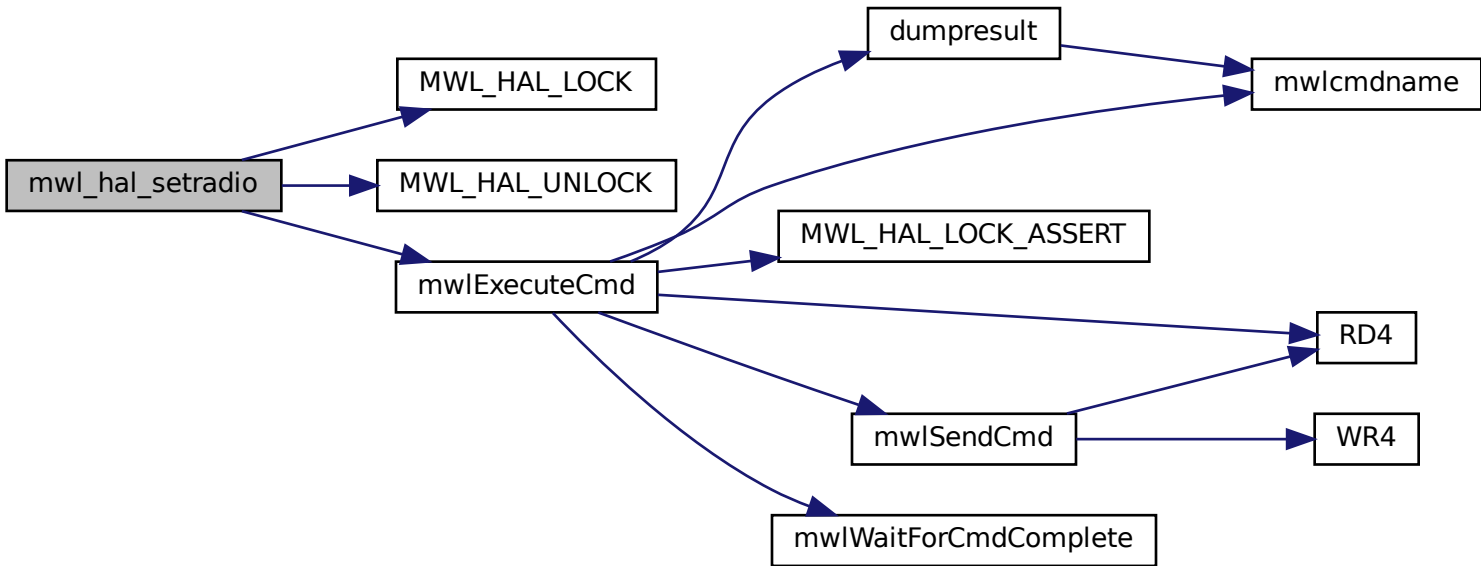 dumpresult
MWL_HAL_LOCK
mwlcmdname
mwl_hal_setradio
MWL_HAL_UNLOCK
MWL_HAL_LOCK_ASSERT
mwlExecuteCmd
RD4
mwlSendCmd
WR4
mwlWaitForCmdComplete